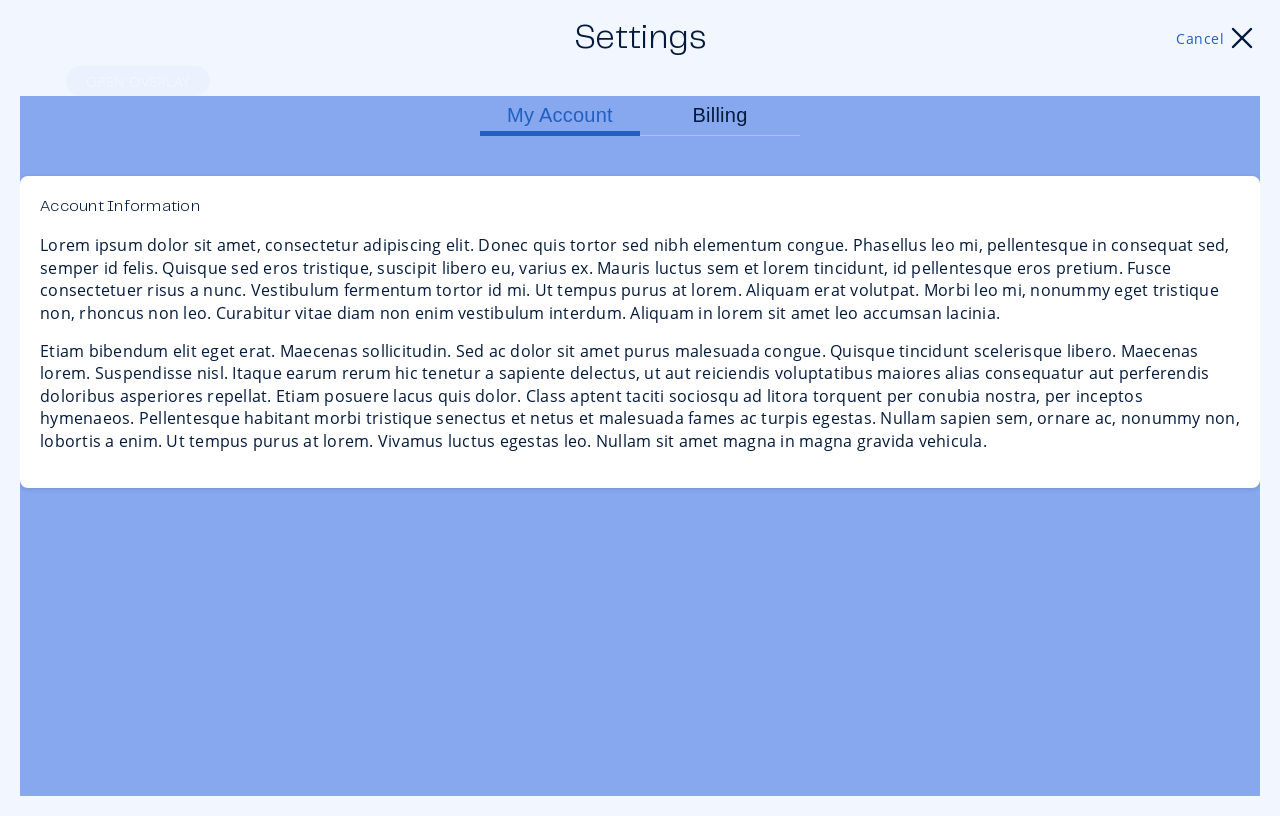 Settings
Cancel
OPEN OVERLAY
My Account
Billing
Account Information
Lorem ipsum dolor sit amet, consectetur adipiscing elit. Donec quis tortor sed nibh elementum congue. Phasellus leo mi, pellentesque in consequat sed,
semper id felis. Quisque sed eros tristique, suscipit libero eu, varius ex. Mauris luctus sem et lorem tincidunt, id pellentesque eros pretium. Fusce
consectetuer risus a nunc. Vestibulum fermentum tortor id mi. Ut tempus purus at lorem. Aliquam erat volutpat. Morbi leo mi, nonummy eget tristique
non, rhoncus non leo. Curabitur vitae diam non enim vestibulum interdum. Aliquam in lorem sit amet leo accumsan lacinia.
Etiam bibendum elit eget erat. Maecenas sollicitudin. Sed ac dolor sit amet purus malesuada congue. Quisque tincidunt scelerisque libero. Maecenas
lorem. Suspendisse nisl. Itaque earum rerum hic tenetur a sapiente delectus, ut aut reiciendis voluptatibus maiores alias consequatur aut perferendis
doloribus asperiores repellat. Etiam posuere lacus quis dolor. Class aptent taciti sociosqu ad litora torquent per conubia nostra, per inceptos
hymenaeos. Pellentesque habitant morbi tristique senectus et netus et malesuada fames ac turpis egestas. Nullam sapien sem, ornare ac, nonummy non,
lobortis a enim. Ut tempus purus at lorem. Vivamus luctus egestas leo. Nullam sit amet magna in magna gravida vehicula.